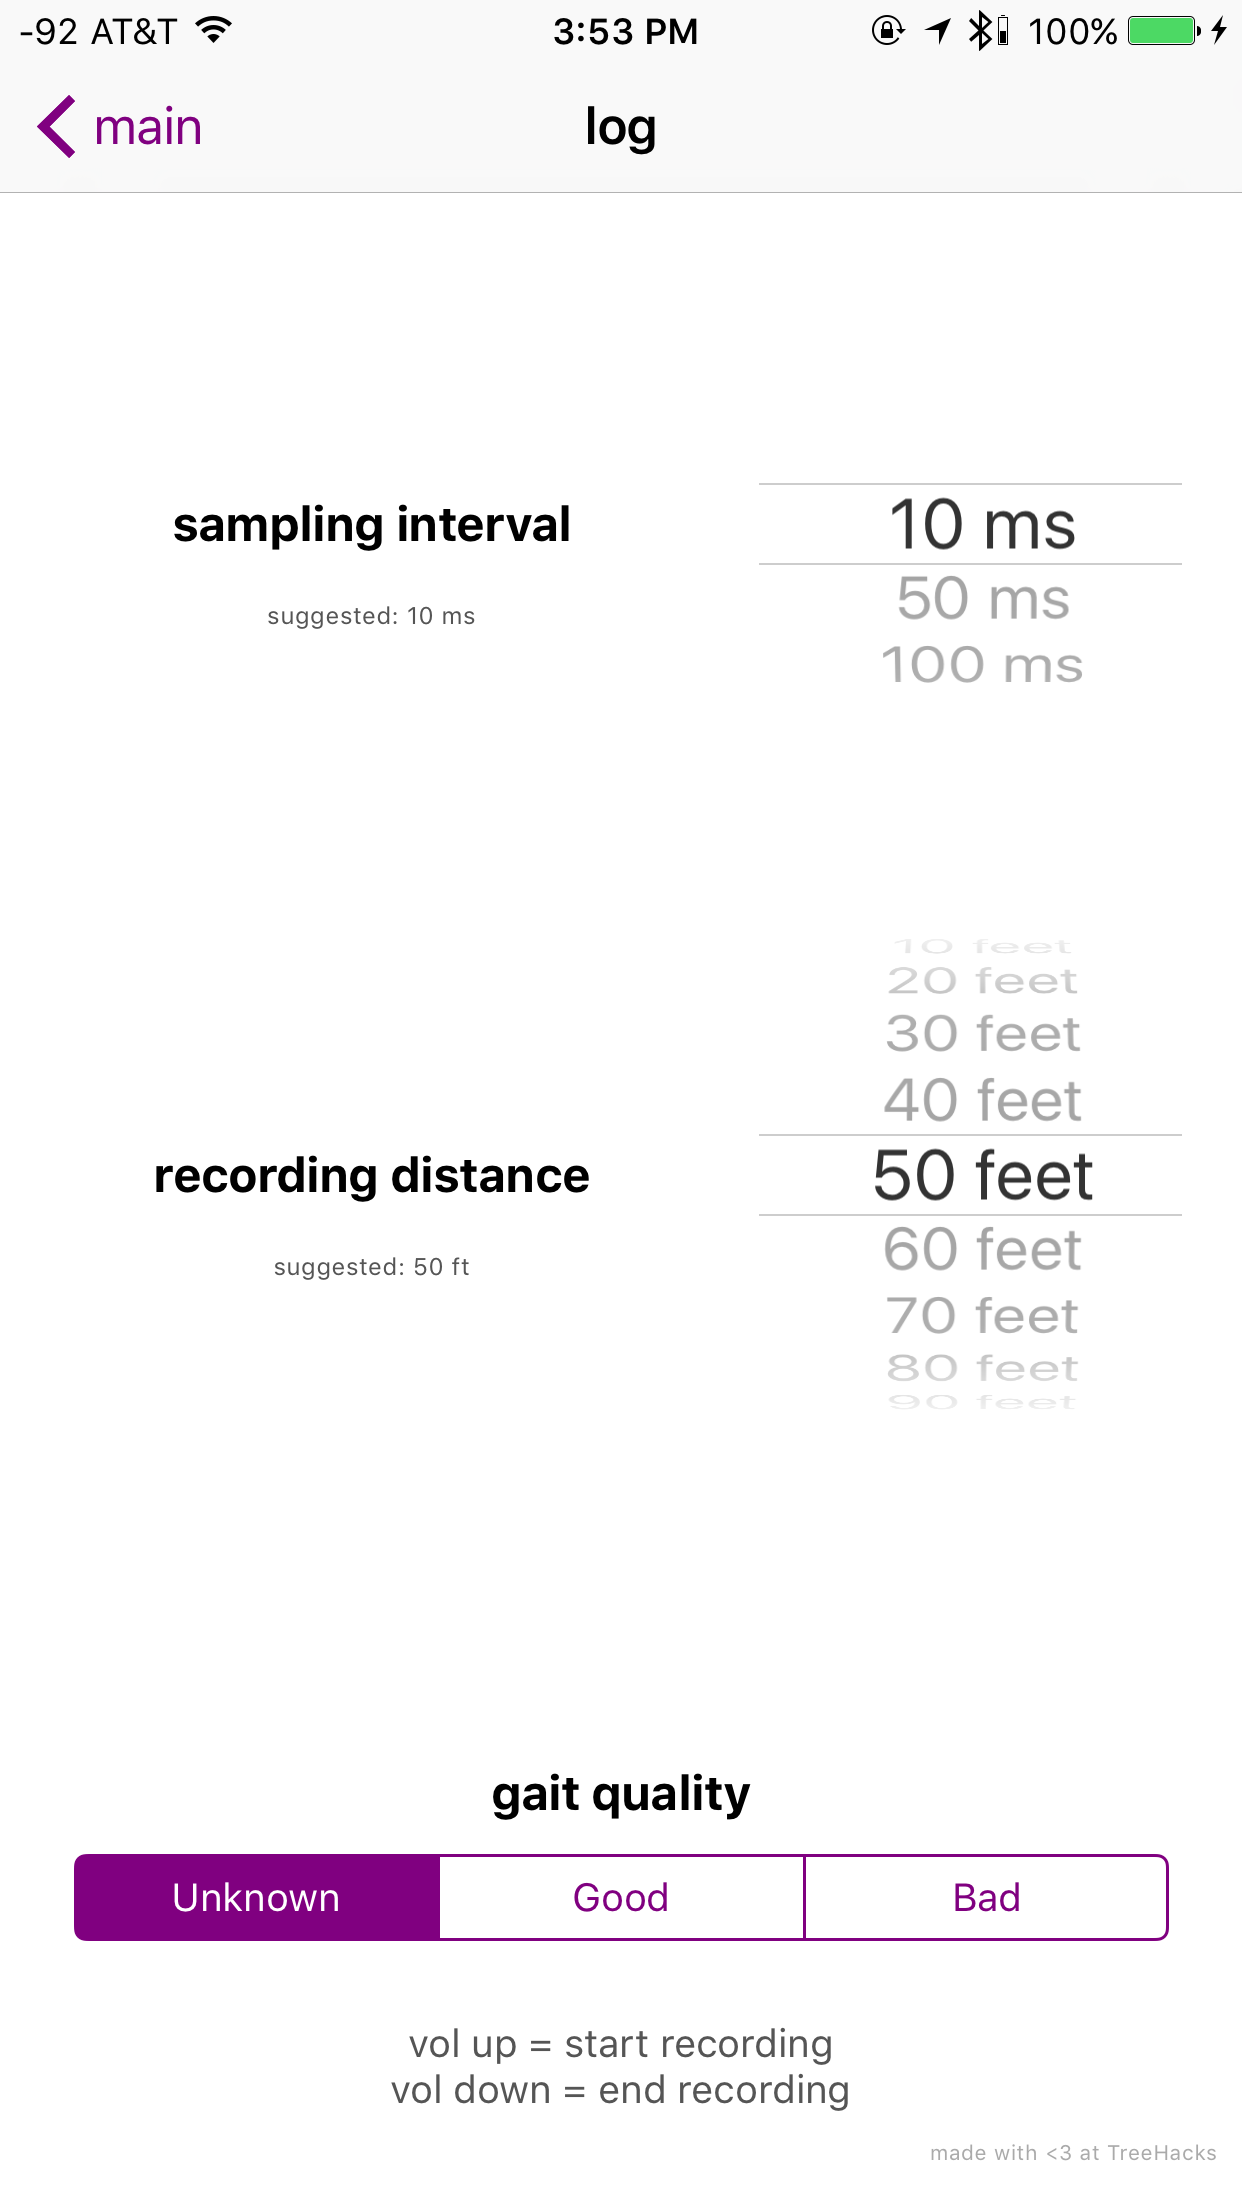 -92 AT&T 3:53 PM 100%
main log
sampling interval
suggested: 10 ms
10 ms
50 ms
100 ms
recording distance
suggested: 50 ft
10 feet
20 feet
30 feet
40 feet
50 feet
60 feet
70 feet
80 feet
90 feet
gait quality
Unknown Good Bad
vol up = start recording
vol down = end recording
made with <3 at TreeHacks